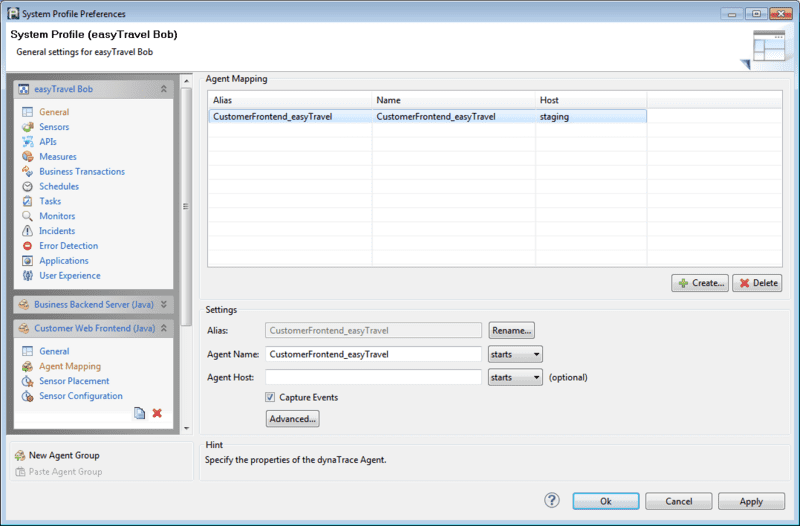 System Profile Preferences
System Profile (easyTravel Bob)
General settings for easyTravel Bob
easyTravel Bob
General
Sensors
APIs
Measures
Business Transactions
Schedules
Tasks
Monitors
Incidents
Error Detection
Applications
User Experience
Business Backend Server (Java)
Customer Web Frontend (Java)
General
Agent Mapping
Sensor Placement
Sensor Configuration
New Agent Group
Paste Agent Group
Agent Mapping
Alias Name Host
CustomerFrontend_easyTravel CustomerFrontend_easyTravel staging
Create... Delete
Settings
Alias: CustomerFrontend_easyTravel Rename...
Agent Name: CustomerFrontend_easyTravel starts
Agent Host: starts (optional)
Capture Events
Advanced...
Hint
Specify the properties of the dynaTrace Agent.
? Ok Cancel Apply